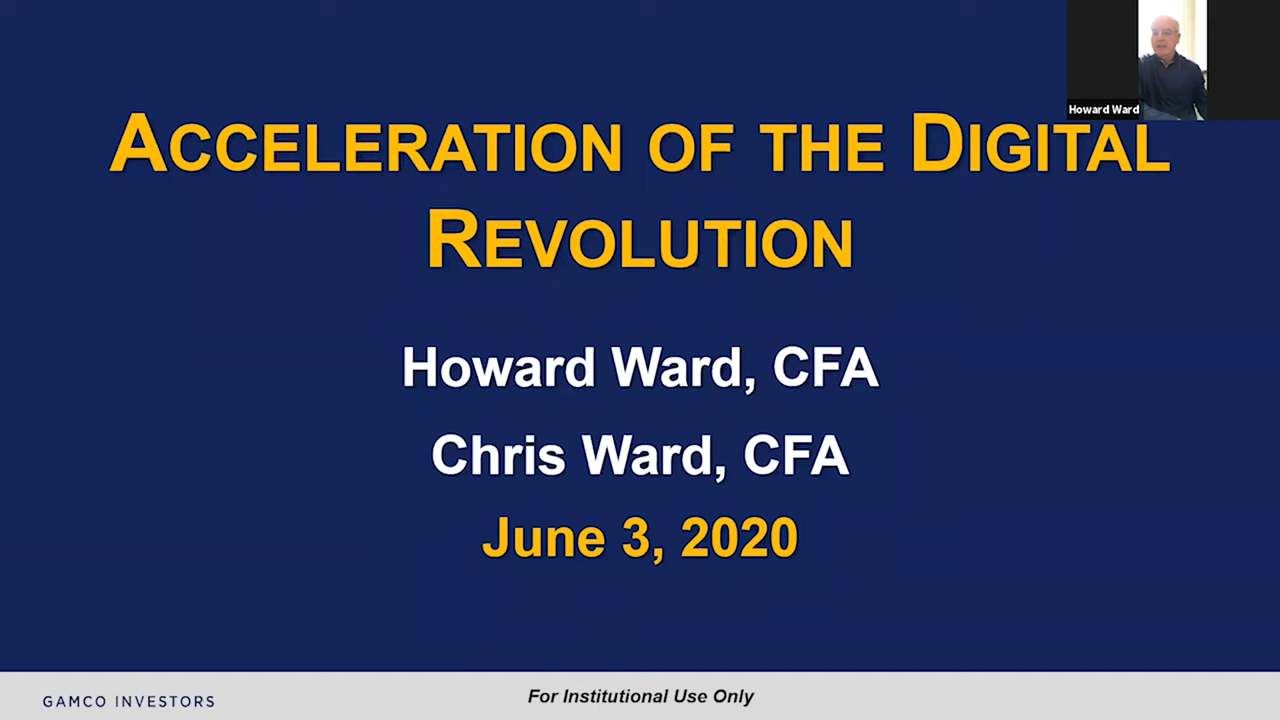 Howard Ward
ACCELERATION OF THE DIGITAL
REVOLUTION
Howard Ward, CFA
Chris Ward, CFA
June 3, 2020
GAMCO INVESTORS
For Institutional Use Only